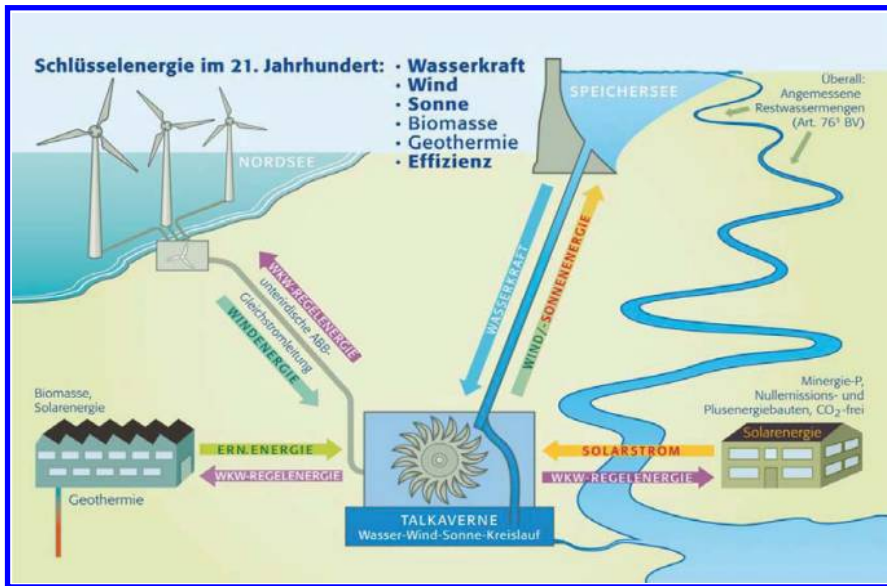 Schlüsselenergie im 21. Jahrhundert:
· Wasserkraft
· Wind
· Sonne
· Biomasse
· Geothermie
· Effizienz
NORDSEE
SPEICHERSEE
Überall:
Angemessene
Restwassermengen
(Art. 76³ BV)
WKW-REGELENERGIE
unterirdische ABB-
Gleichstromleitung
WINDENERGIE
WASSERKRAFT
WIND/-SONNENENERGIE
Biomasse,
Solarenergie
ERN.ENERGIE
WKW-REGELENERGIE
Geothermie
Minergie-P,
Nullemissions- und
Plusenergiebauten, CO₂-frei
Solarenergie
SOLARSTROM
WKW-REGELENERGIE
TALKAVERNE
Wasser-Wind-Sonne-Kreislauf